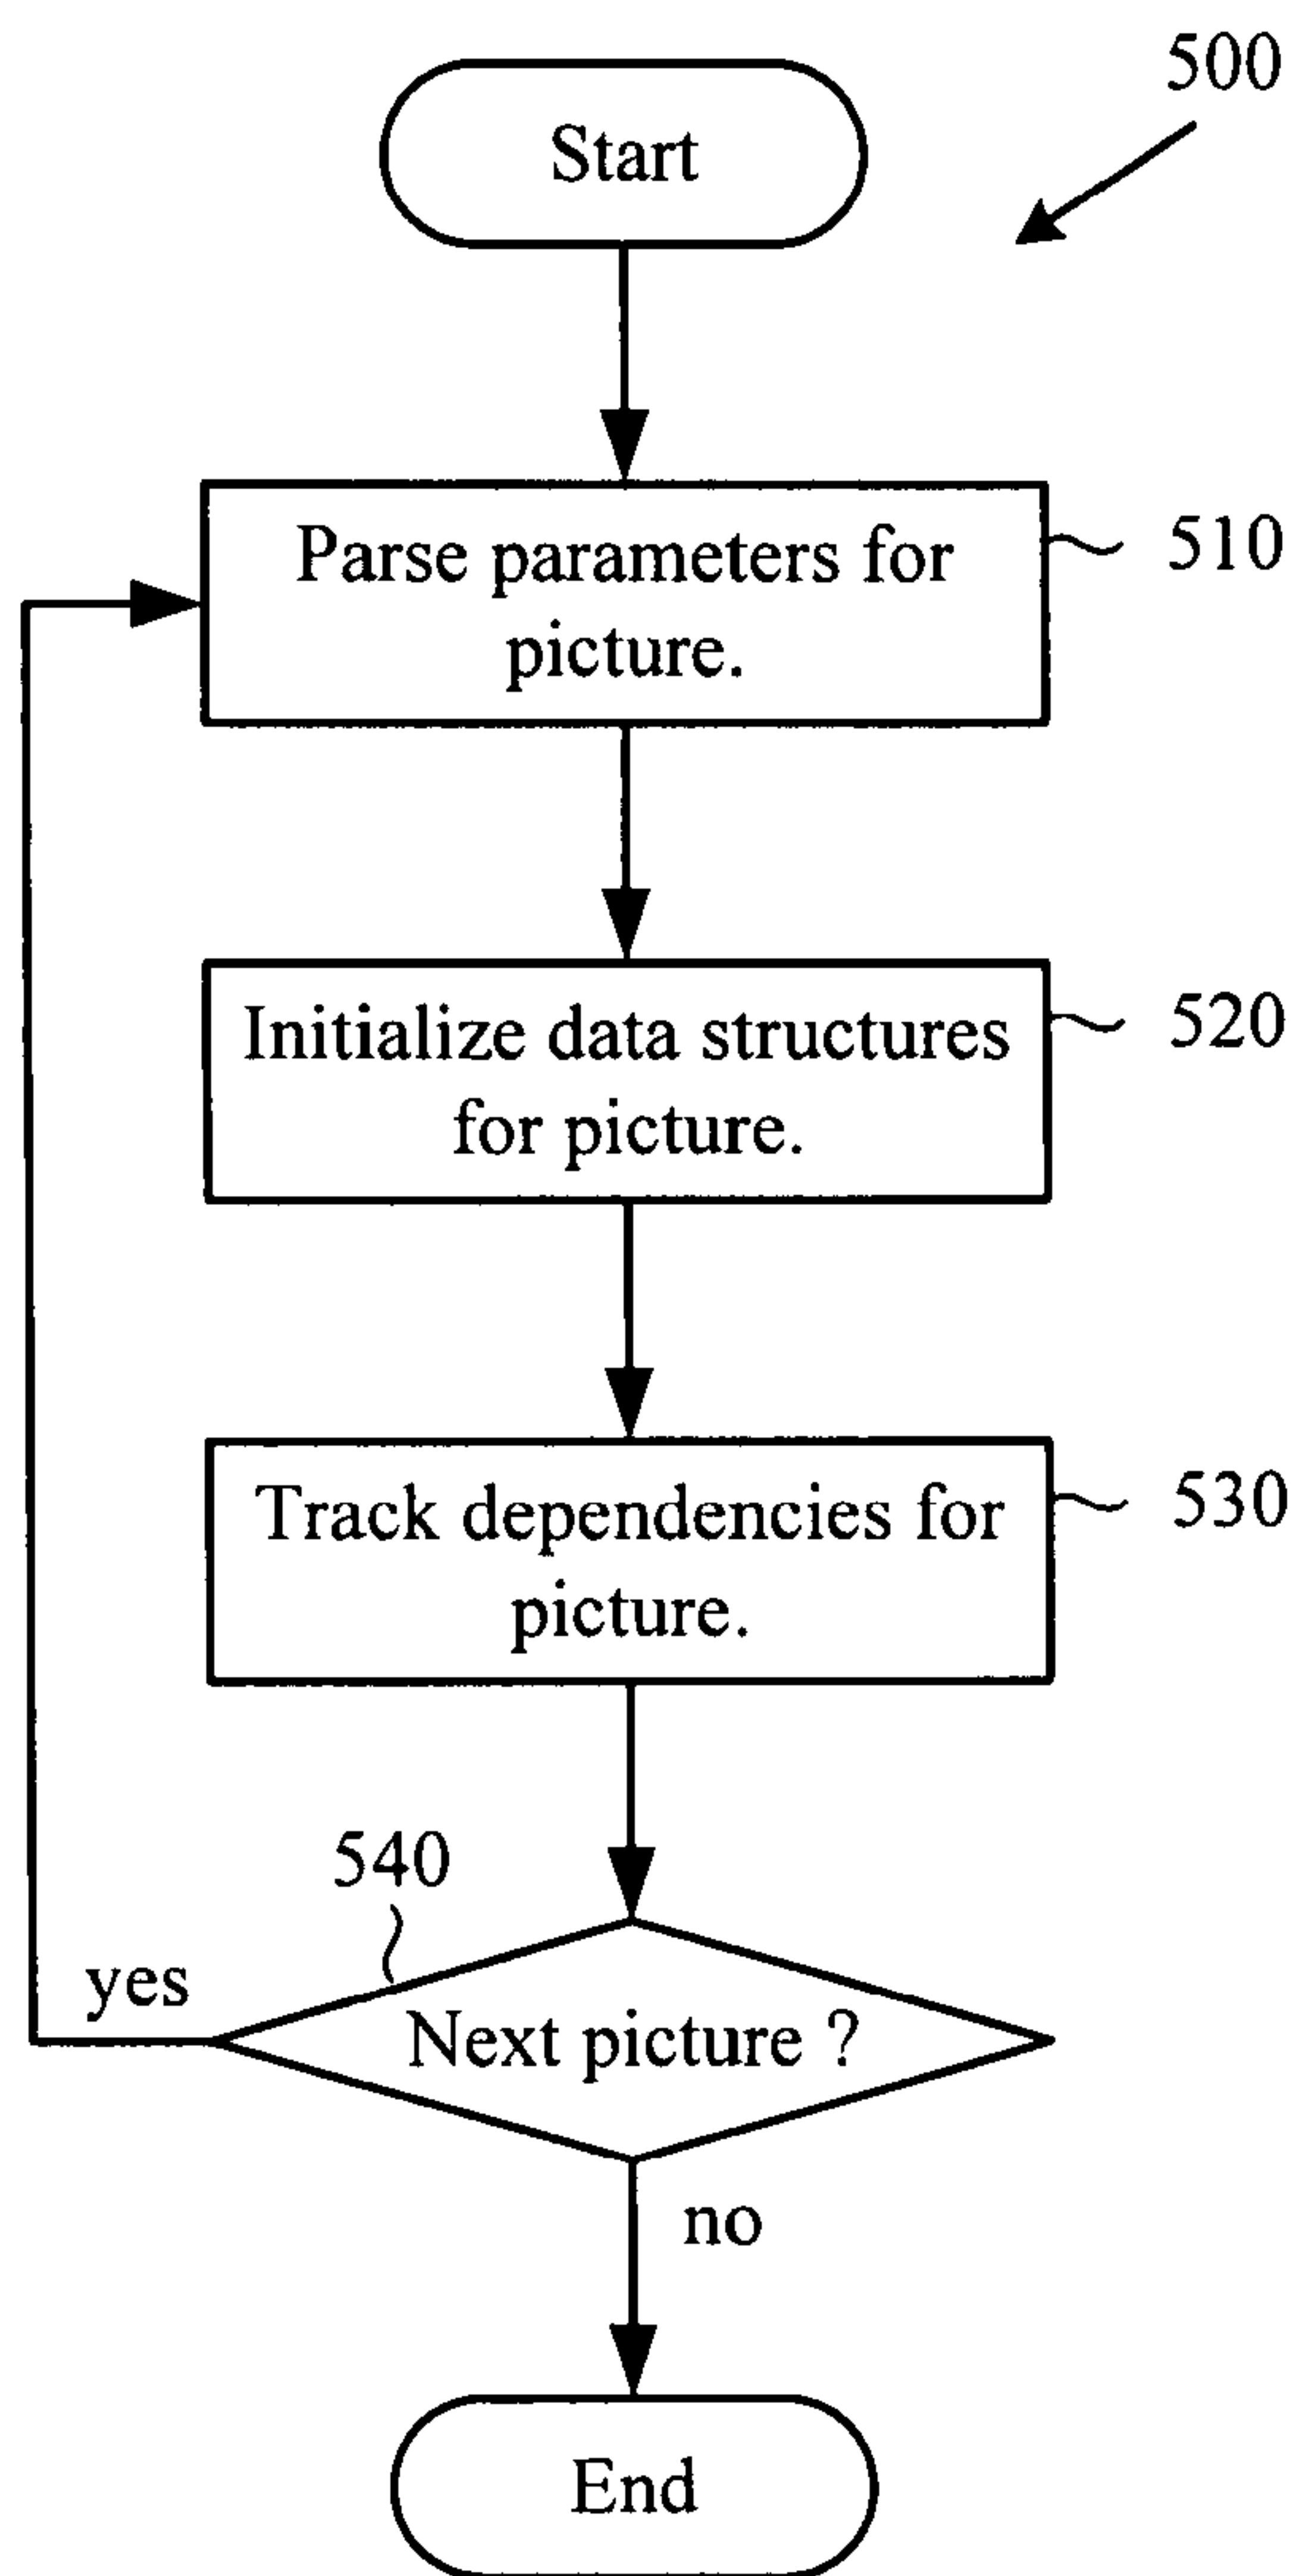 500
Start
Parse parameters for
picture.
510
Initialize data structures
for picture.
520
Track dependencies for
picture.
530
540
yes
Next picture ?
no
End